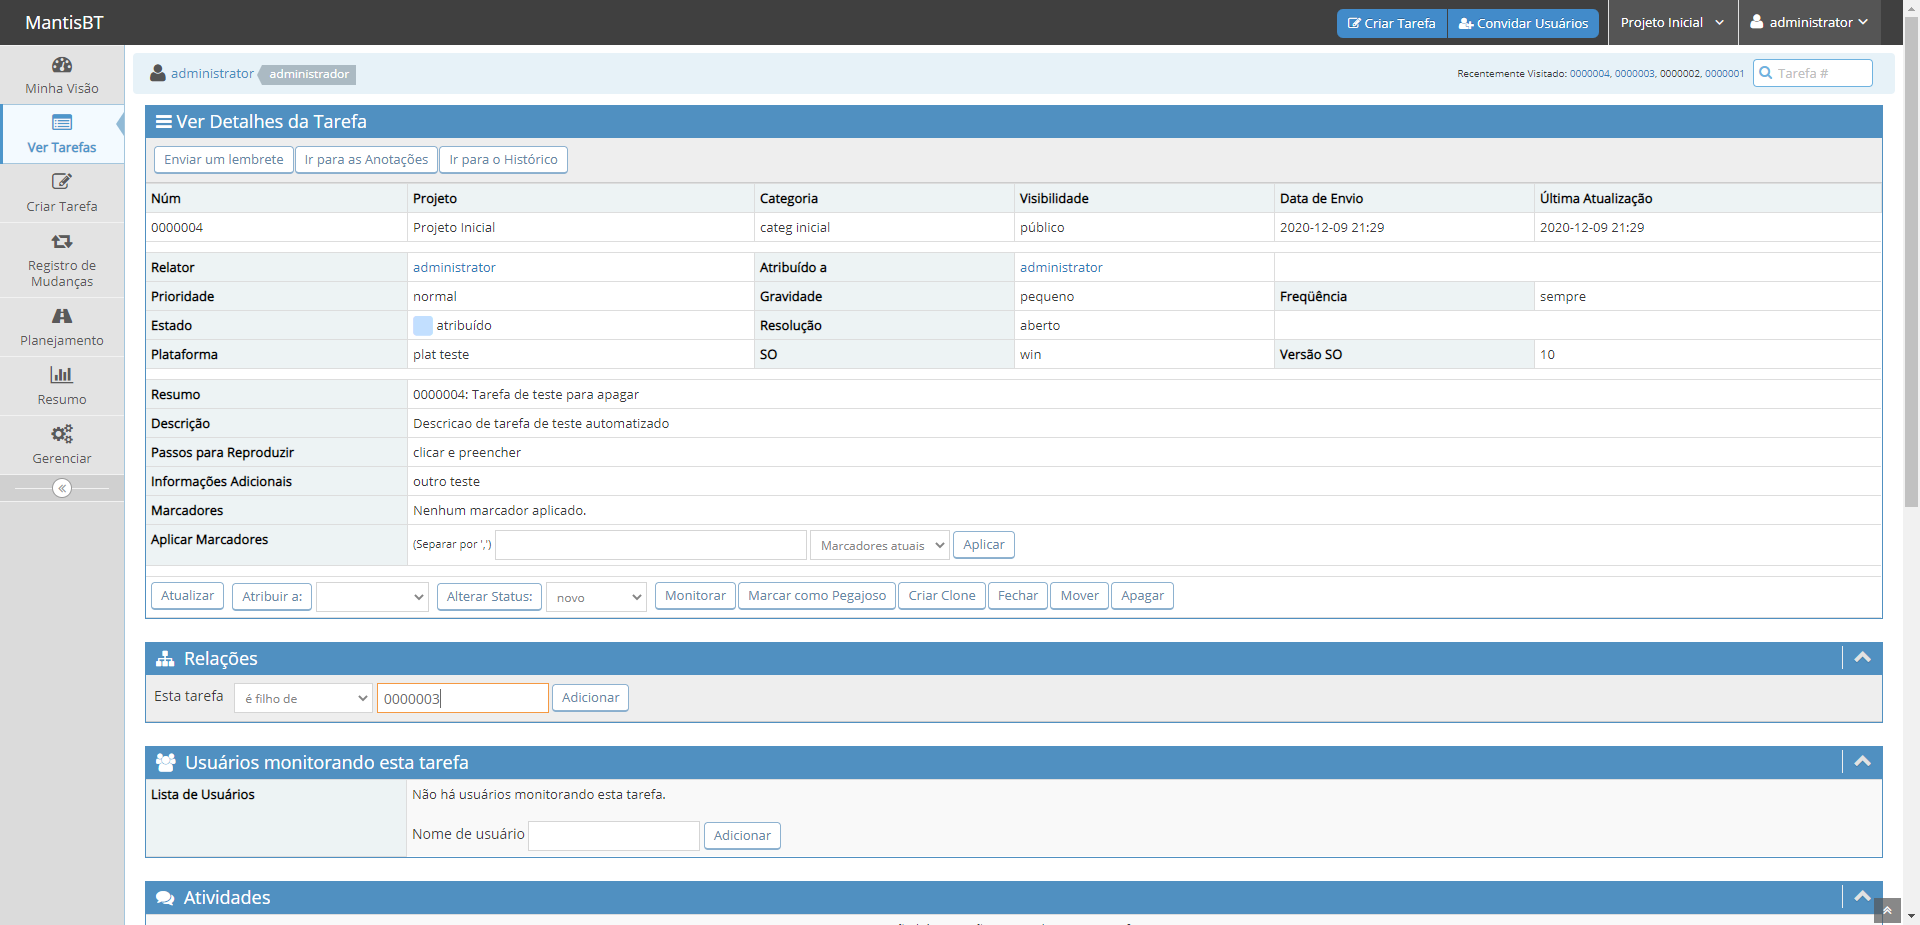 MantisBT
Criar Tarefa
Convidar Usuários
Projeto Inicial
administrator
Minha Visão
Ver Tarefas
Criar Tarefa
Registro de
Mudanças
Planejamento
Resumo
Gerenciar
administrator administrador
Recentemente Visitado: 0000004, 0000003, 0000002, 0000001
Tarefa #
Ver Detalhes da Tarefa
Enviar um lembrete Ir para as Anotações Ir para o Histórico
Núm Projeto Categoria Visibilidade Data de Envio Última Atualização
0000004 Projeto Inicial categ inicial público 2020-12-09 21:29 2020-12-09 21:29
Relator administrator Atribuído a administrator
Prioridade normal Gravidade pequeno Freqüência sempre
Estado atribuído Resolução aberto
Plataforma plat teste SO win Versão SO 10
Resumo 0000004: Tarefa de teste para apagar
Descrição Descricao de tarefa de teste automatizado
Passos para Reproduzir clicar e preencher
Informações Adicionais outro teste
Marcadores Nenhum marcador aplicado.
Aplicar Marcadores (Separar por ',') Marcadores atuais Aplicar
Atualizar Atribuir a: Alterar Status: novo Monitorar Marcar como Pegajoso Criar Clone Fechar Mover Apagar
Relações
Esta tarefa é filho de 0000003 Adicionar
Usuários monitorando esta tarefa
Lista de Usuários Não há usuários monitorando esta tarefa.
Nome de usuário Adicionar
Atividades